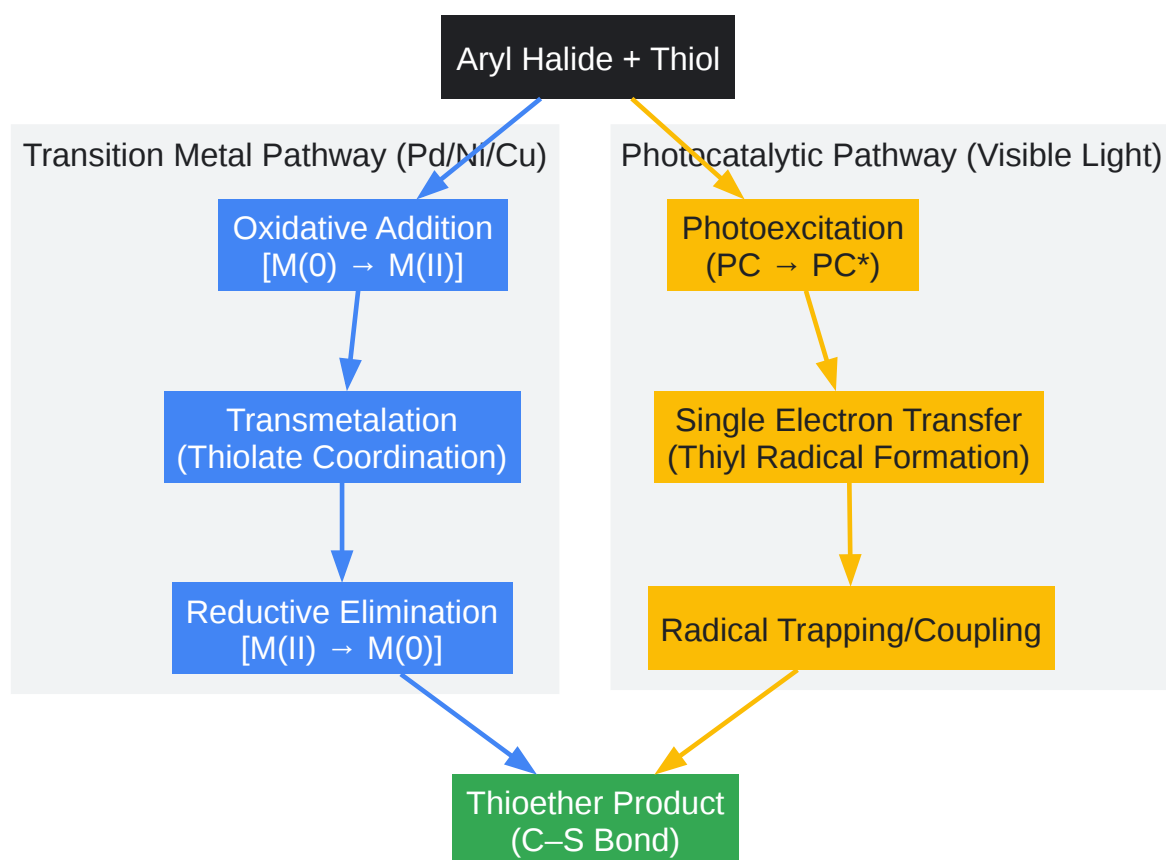 Aryl Halide + Thiol
Transition Metal Pathway (Pd/Ni/Cu)
Oxidative Addition
[M(0) → M(II)]
Transmetalation
(Thiolate Coordination)
Reductive Elimination
[M(II) → M(0)]
Photocatalytic Pathway (Visible Light)
Photoexcitation
(PC → PC*)
Single Electron Transfer
(Thiyl Radical Formation)
Radical Trapping/Coupling
Thioether Product
(C–S Bond)